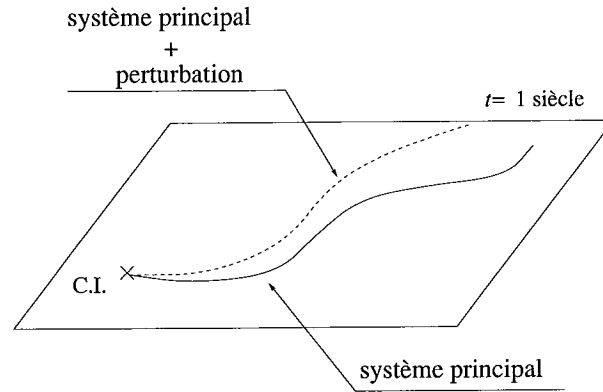 système principal
+
perturbation
t= 1 siècle
C.I.
système principal